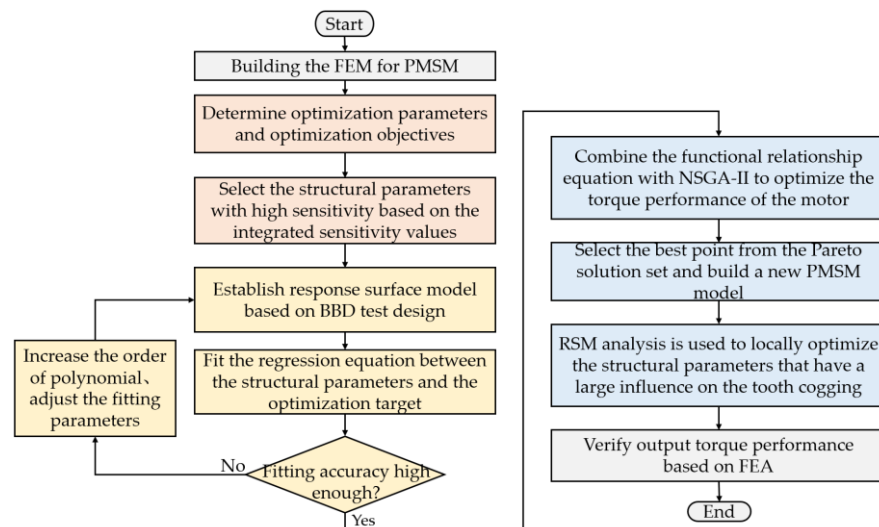 Start
Building the FEM for PMSM
Determine optimization parameters
and optimization objectives
Select the structural parameters
with high sensitivity based on the
integrated sensitivity values
Establish response surface model
based on BBD test design
Increase the order
of polynomial、
adjust the fitting
parameters
Fit the regression equation between
the structural parameters and the
optimization target
No
Fitting accuracy high
enough?
Yes
Combine the functional relationship
equation with NSGA-II to optimize the
torque performance of the motor
Select the best point from the Pareto
solution set and build a new PMSM
model
RSM analysis is used to locally optimize
the structural parameters that have a
large influence on the tooth cogging
Verify output torque performance
based on FEA
End